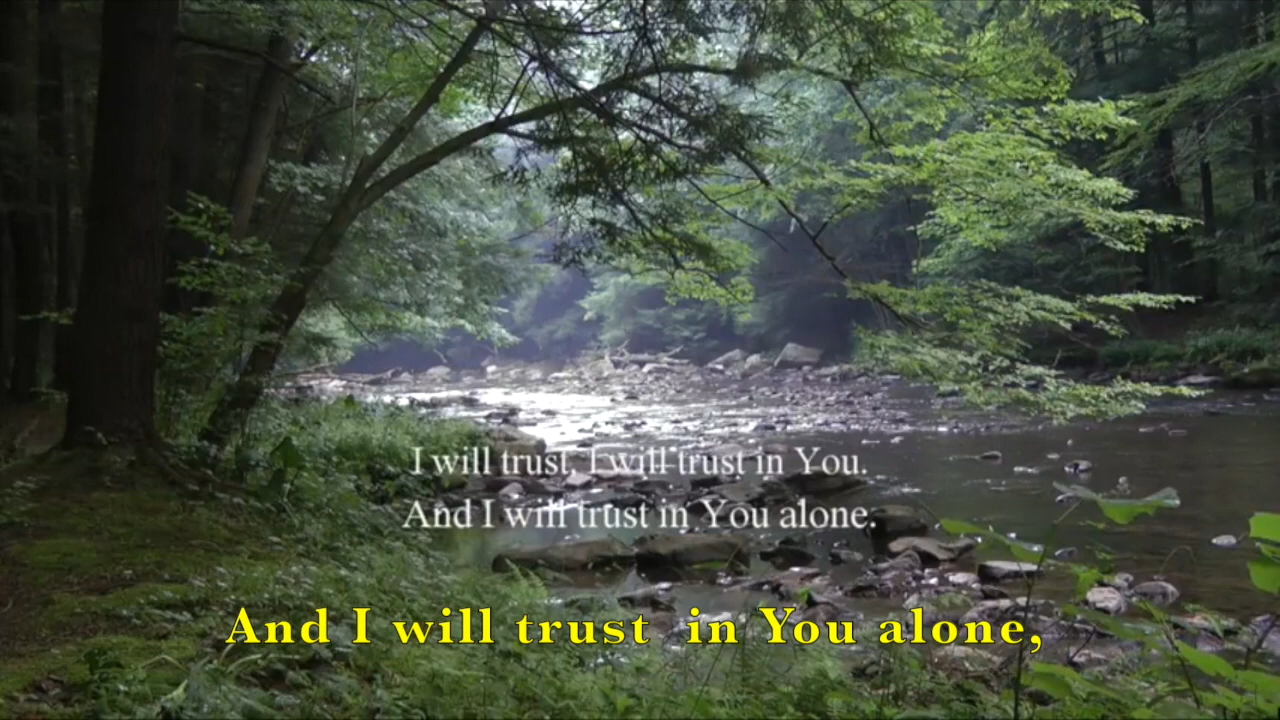 I will trust, I will trust in You.
And I will trust in You alone.
And I will trust in You alone,